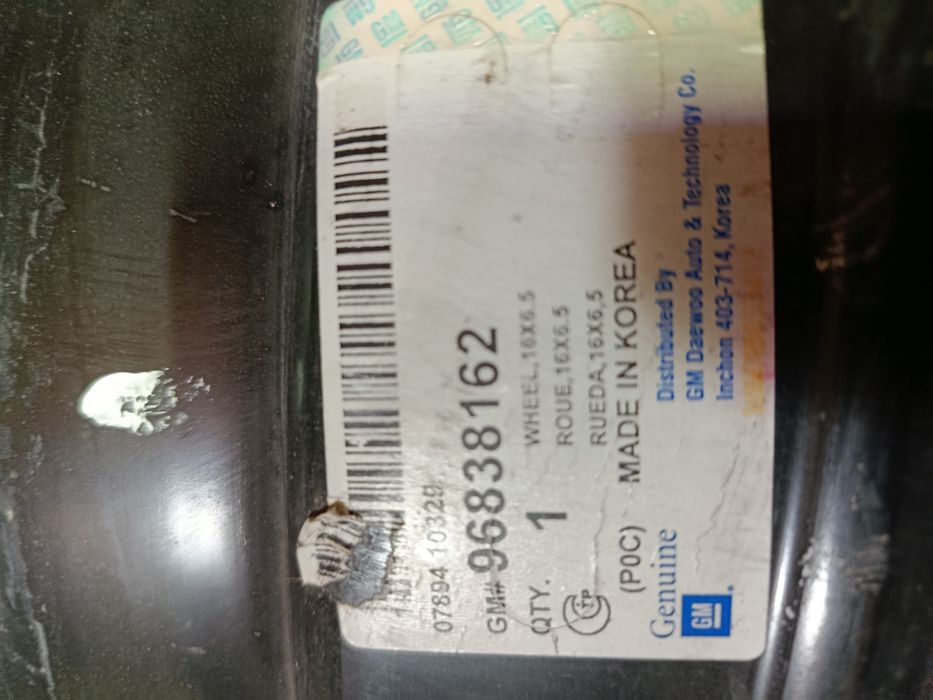 07894 10329
GM# 96838162
QTY. 1
WHEEL,16X6.5
ROUE,16X6.5
RUEDA,16X6,5
(P0C) MADE IN KOREA
Genuine
GM
Distributed By
GM Daewoo Auto & Technology Co.
Inchon 403-714, Korea